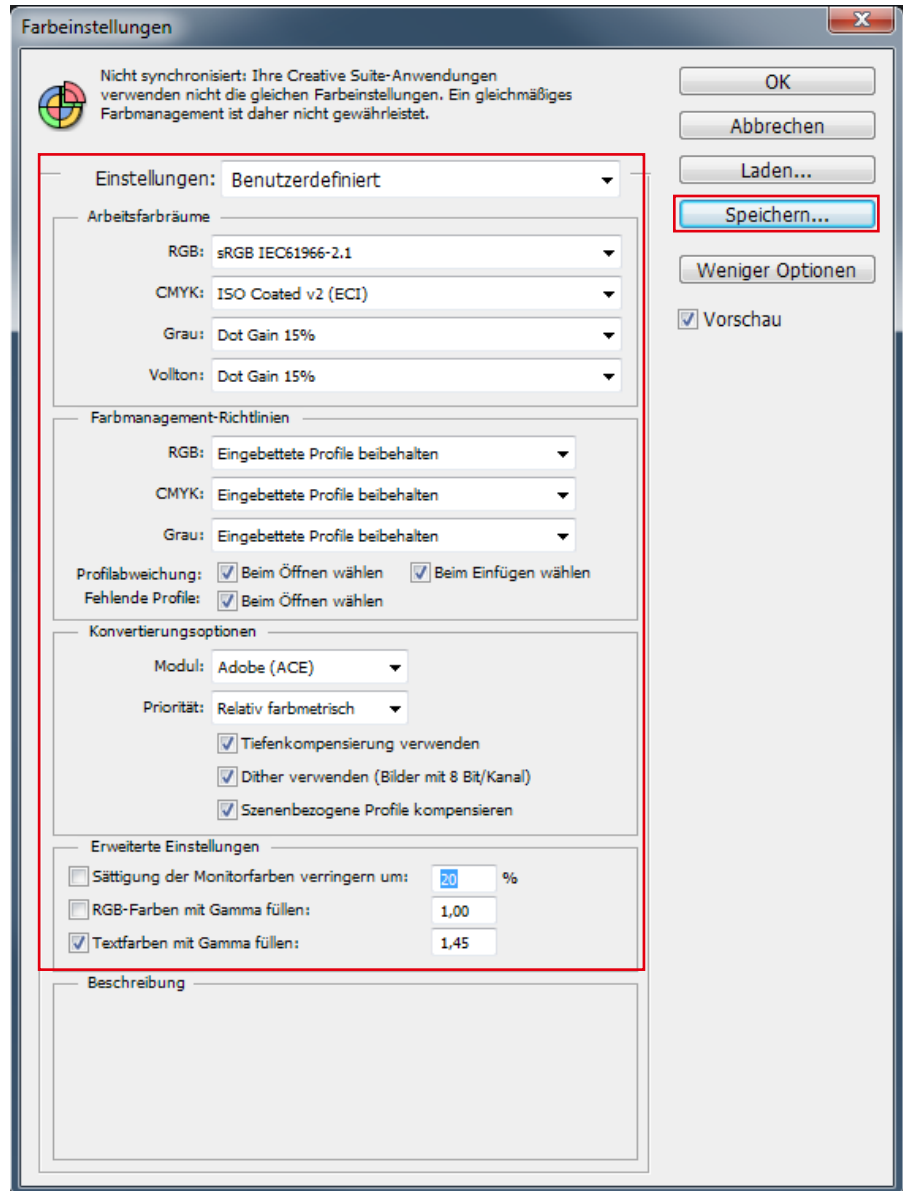 Farbeinstellungen
Nicht synchronisiert: Ihre Creative Suite-Anwendungen
verwenden nicht die gleichen Farbeinstellungen. Ein gleichmäßiges
Farbmanagement ist daher nicht gewährleistet.
OK
Abbrechen
Laden...
Speichern...
Weniger Optionen
Vorschau
Einstellungen: Benutzerdefiniert
Arbeitsfarbräume
RGB: sRGB IEC61966-2.1
CMYK: ISO Coated v2 (ECI)
Grau: Dot Gain 15%
Vollton: Dot Gain 15%
Farbmanagement-Richtlinien
RGB: Eingebettete Profile beibehalten
CMYK: Eingebettete Profile beibehalten
Grau: Eingebettete Profile beibehalten
Profilabweichung: Beim Öffnen wählen Beim Einfügen wählen
Fehlende Profile: Beim Öffnen wählen
Konvertierungsoptionen
Modul: Adobe (ACE)
Priorität: Relativ farbmetrisch
Tiefenkompensierung verwenden
Dither verwenden (Bilder mit 8 Bit/Kanal)
Szenenbezogene Profile kompensieren
Erweiterte Einstellungen
Sättigung der Monitorfarben verringern um: 20 %
RGB-Farben mit Gamma füllen: 1,00
Textfarben mit Gamma füllen: 1,45
Beschreibung